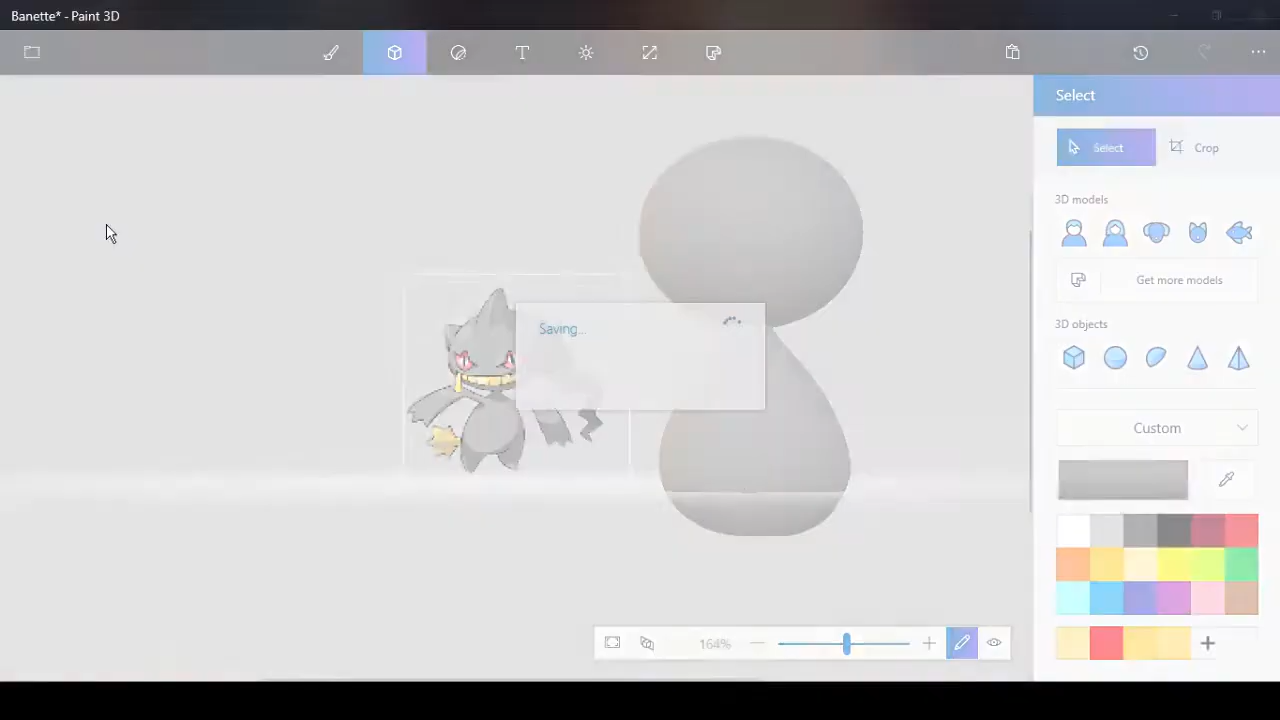 Banette* - Paint 3D
Select
Select
Crop
3D models
Get more models
3D objects
Custom
Saving...
164%